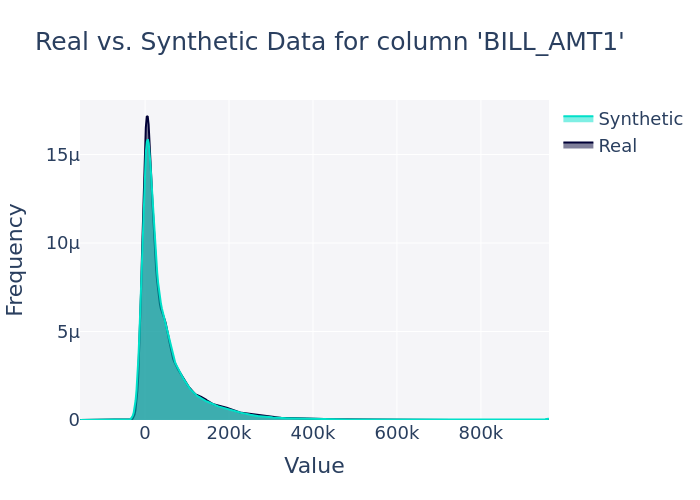 Real vs. Synthetic Data for column 'BILL_AMT1'
Synthetic
Real
15μ
10μ
5μ
0
Frequency
0
200k
400k
600k
800k
Value